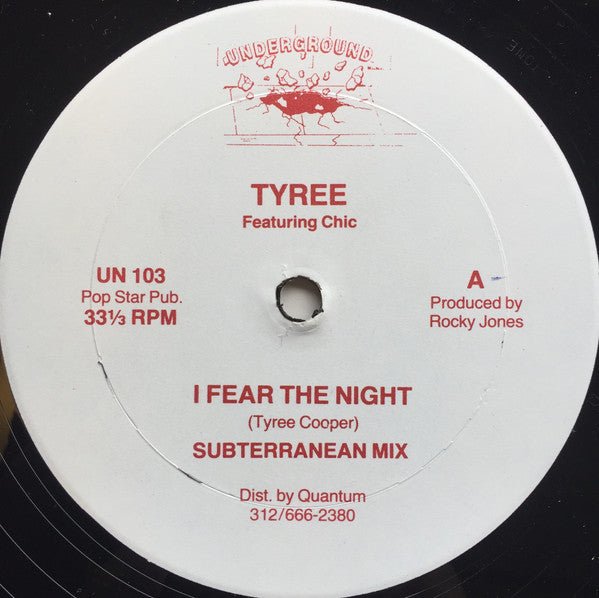 UNDERGROUND
TYREE
Featuring Chic
UN 103
Pop Star Pub.
33⅓ RPM
A
Produced by
Rocky Jones
I FEAR THE NIGHT
(Tyree Cooper)
SUBTERRANEAN MIX
Dist. by Quantum
312/666-2380